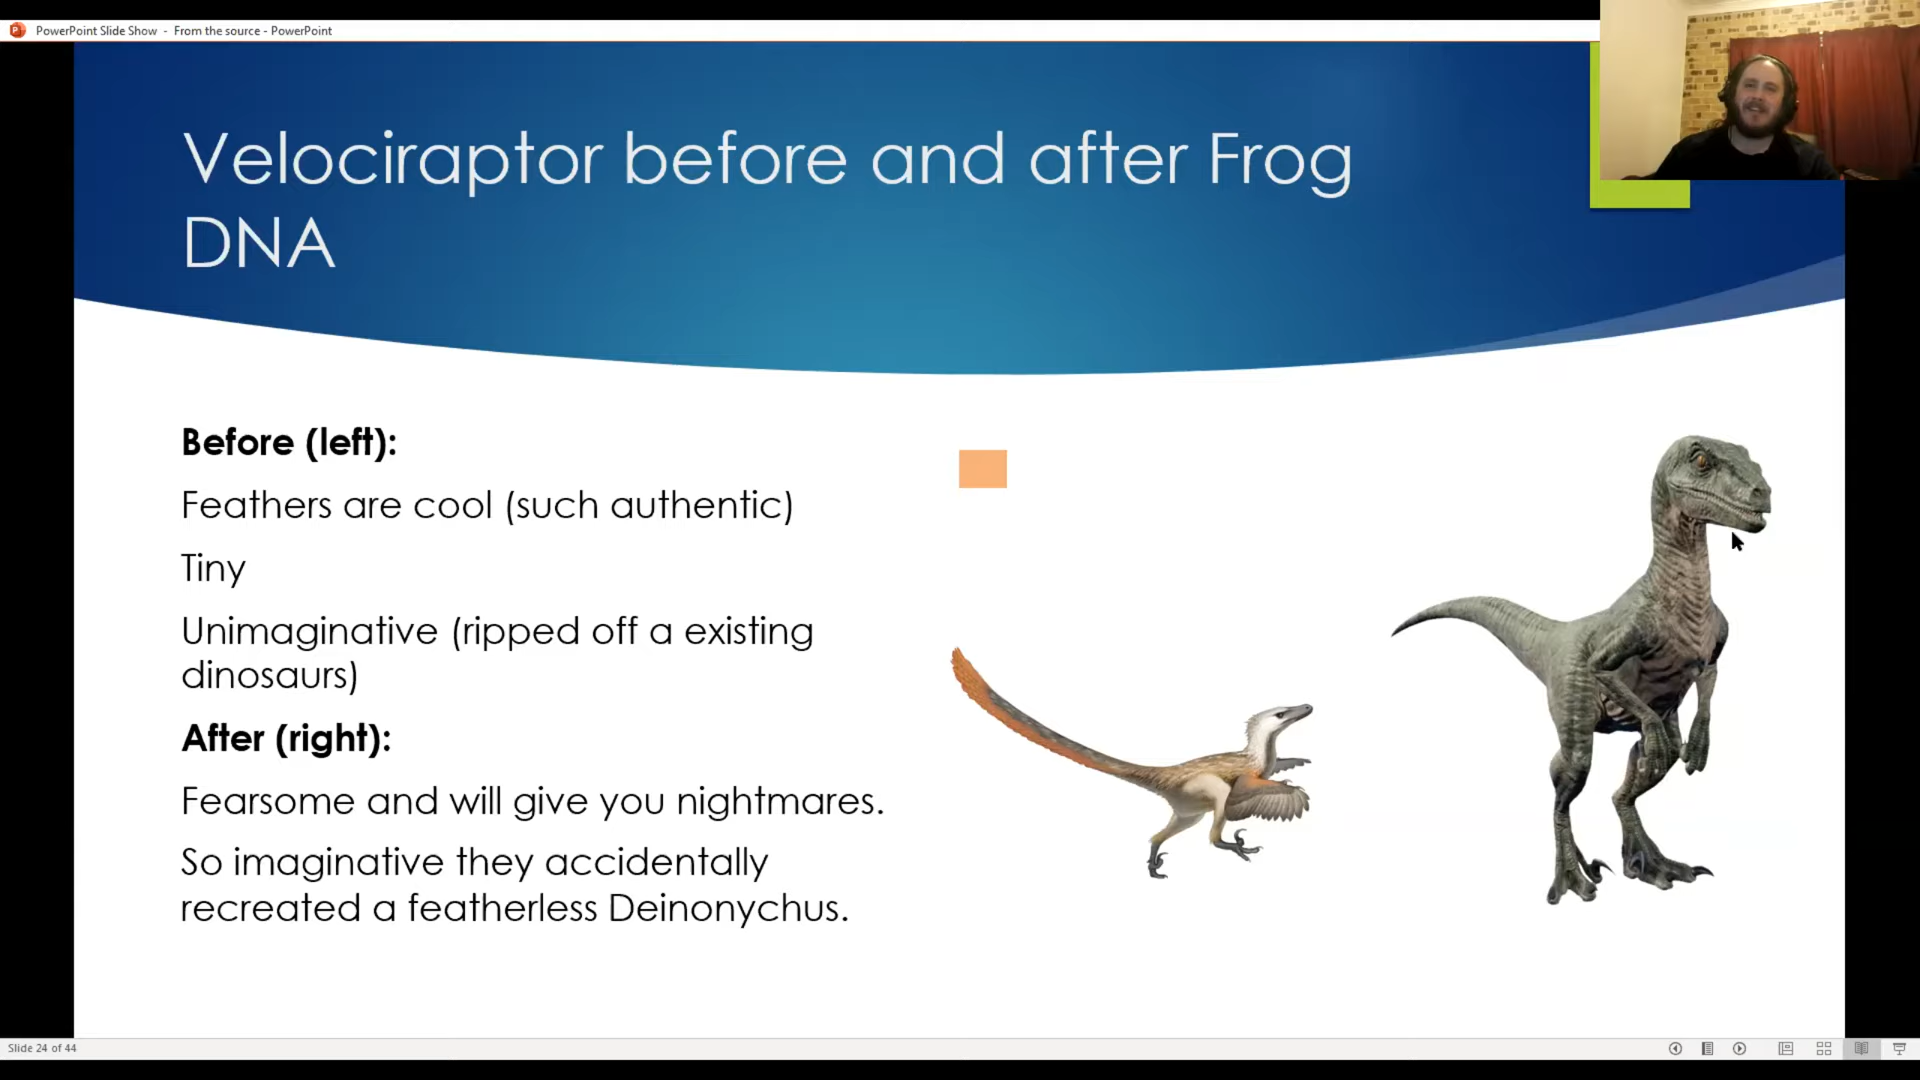 PowerPoint Slide Show - From the source - PowerPoint
Velociraptor before and after Frog
DNA
Before (left):
Feathers are cool (such authentic)
Tiny
Unimaginative (ripped off a existing
dinosaurs)
After (right):
Fearsome and will give you nightmares.
So imaginative they accidentally
recreated a featherless Deinonychus.
Slide 24 of 44